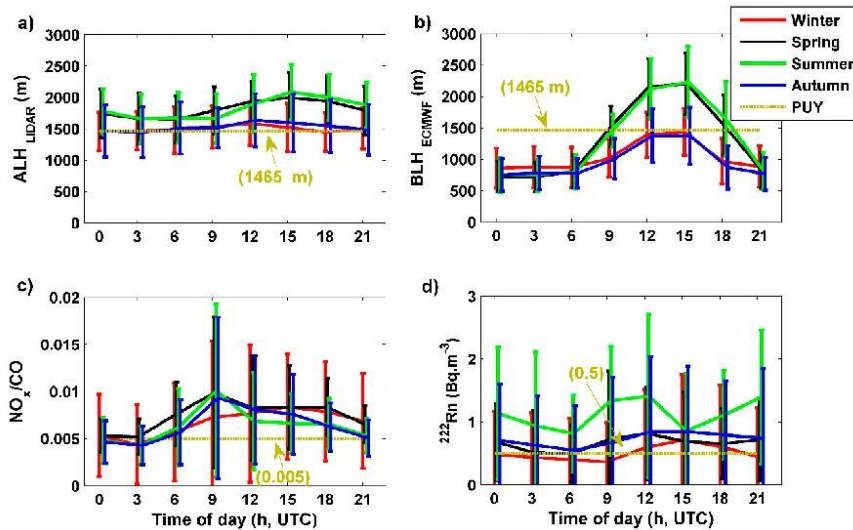 a)
3000
2500
2000
1500
1000
500
0
ALH_LIDAR (m)
(1465 m)
0 3 6 9 12 15 18 21
b)
3000
2500
2000
1500
1000
500
0
BLH_ECMWF (m)
(1465 m)
0 3 6 9 12 15 18 21
Winter
Spring
Summer
Autumn
PUY
c)
0.02
0.015
0.01
0.005
0
NOx/CO
(0.005)
0 3 6 9 12 15 18 21
Time of day (h, UTC)
d)
3
2
1
0
222Rn (Bq.m-3)
(0.5)
0 3 6 9 12 15 18 21
Time of day (h, UTC)